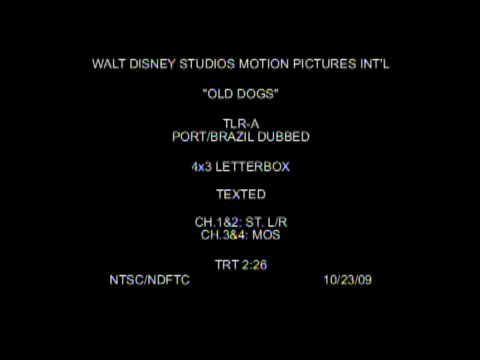 WALT DISNEY STUDIOS MOTION PICTURES INT'L
"OLD DOGS"
TLR-A
PORT/BRAZIL DUBBED
4x3 LETTERBOX
TEXTED
CH.1&2: ST. L/R
CH.3&4: MOS
TRT 2:26
NTSC/NDFTC 10/23/09